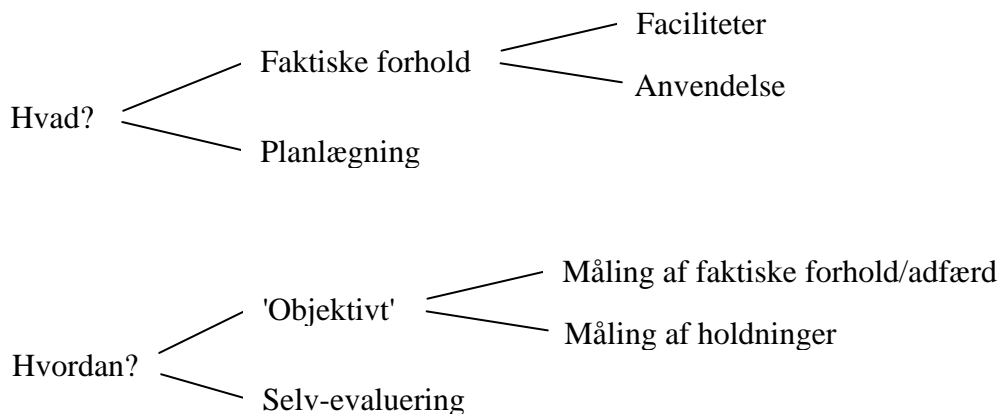 Faciliteter
Faktiske forhold
Anvendelse
Hvad?
Planlægning
Måling af faktiske forhold/adfærd
'Objektivt'
Måling af holdninger
Hvordan?
Selv-evaluering